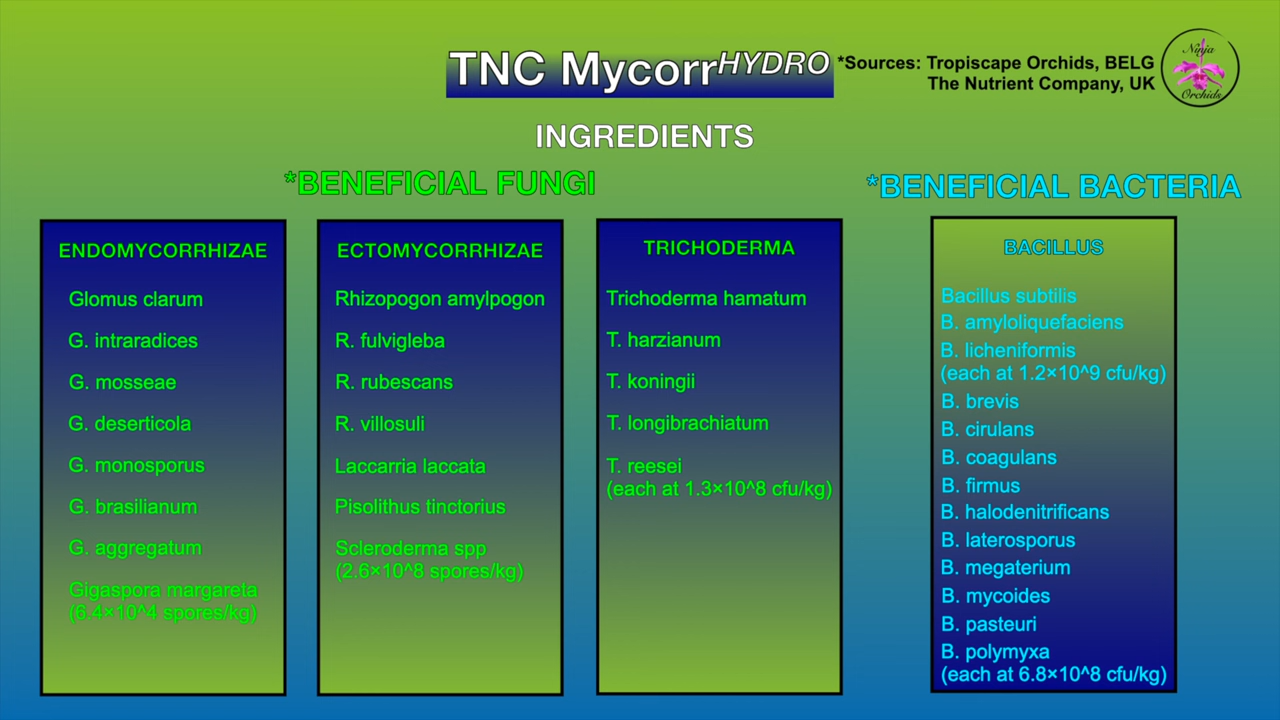 TNC MycorrHYDRO
*Sources: Tropiscape Orchids, BELG
The Nutrient Company, UK
Ninja
Orchids
INGREDIENTS
*BENEFICIAL FUNGI
ENDOMYCORRHIZAE
Glomus clarum
G. intraradices
G. mosseae
G. deserticola
G. monosporus
G. brasilianum
G. aggregatum
Gigaspora margareta
(6.4×10^4 spores/kg)
ECTOMYCORRHIZAE
Rhizopogon amylpogon
R. fulvigleba
R. rubescans
R. villosuli
Laccarria laccata
Pisolithus tinctorius
Scleroderma spp
(2.6×10^8 spores/kg)
TRICHODERMA
Trichoderma hamatum
T. harzianum
T. koningii
T. longibrachiatum
T. reesei
(each at 1.3×10^8 cfu/kg)
*BENEFICIAL BACTERIA
BACILLUS
Bacillus subtilis
B. amyloliquefaciens
B. licheniformis
(each at 1.2×10^9 cfu/kg)
B. brevis
B. cirulans
B. coagulans
B. firmus
B. halodenitrificans
B. laterosporus
B. megaterium
B. mycoides
B. pasteuri
B. polymyxa
(each at 6.8×10^8 cfu/kg)